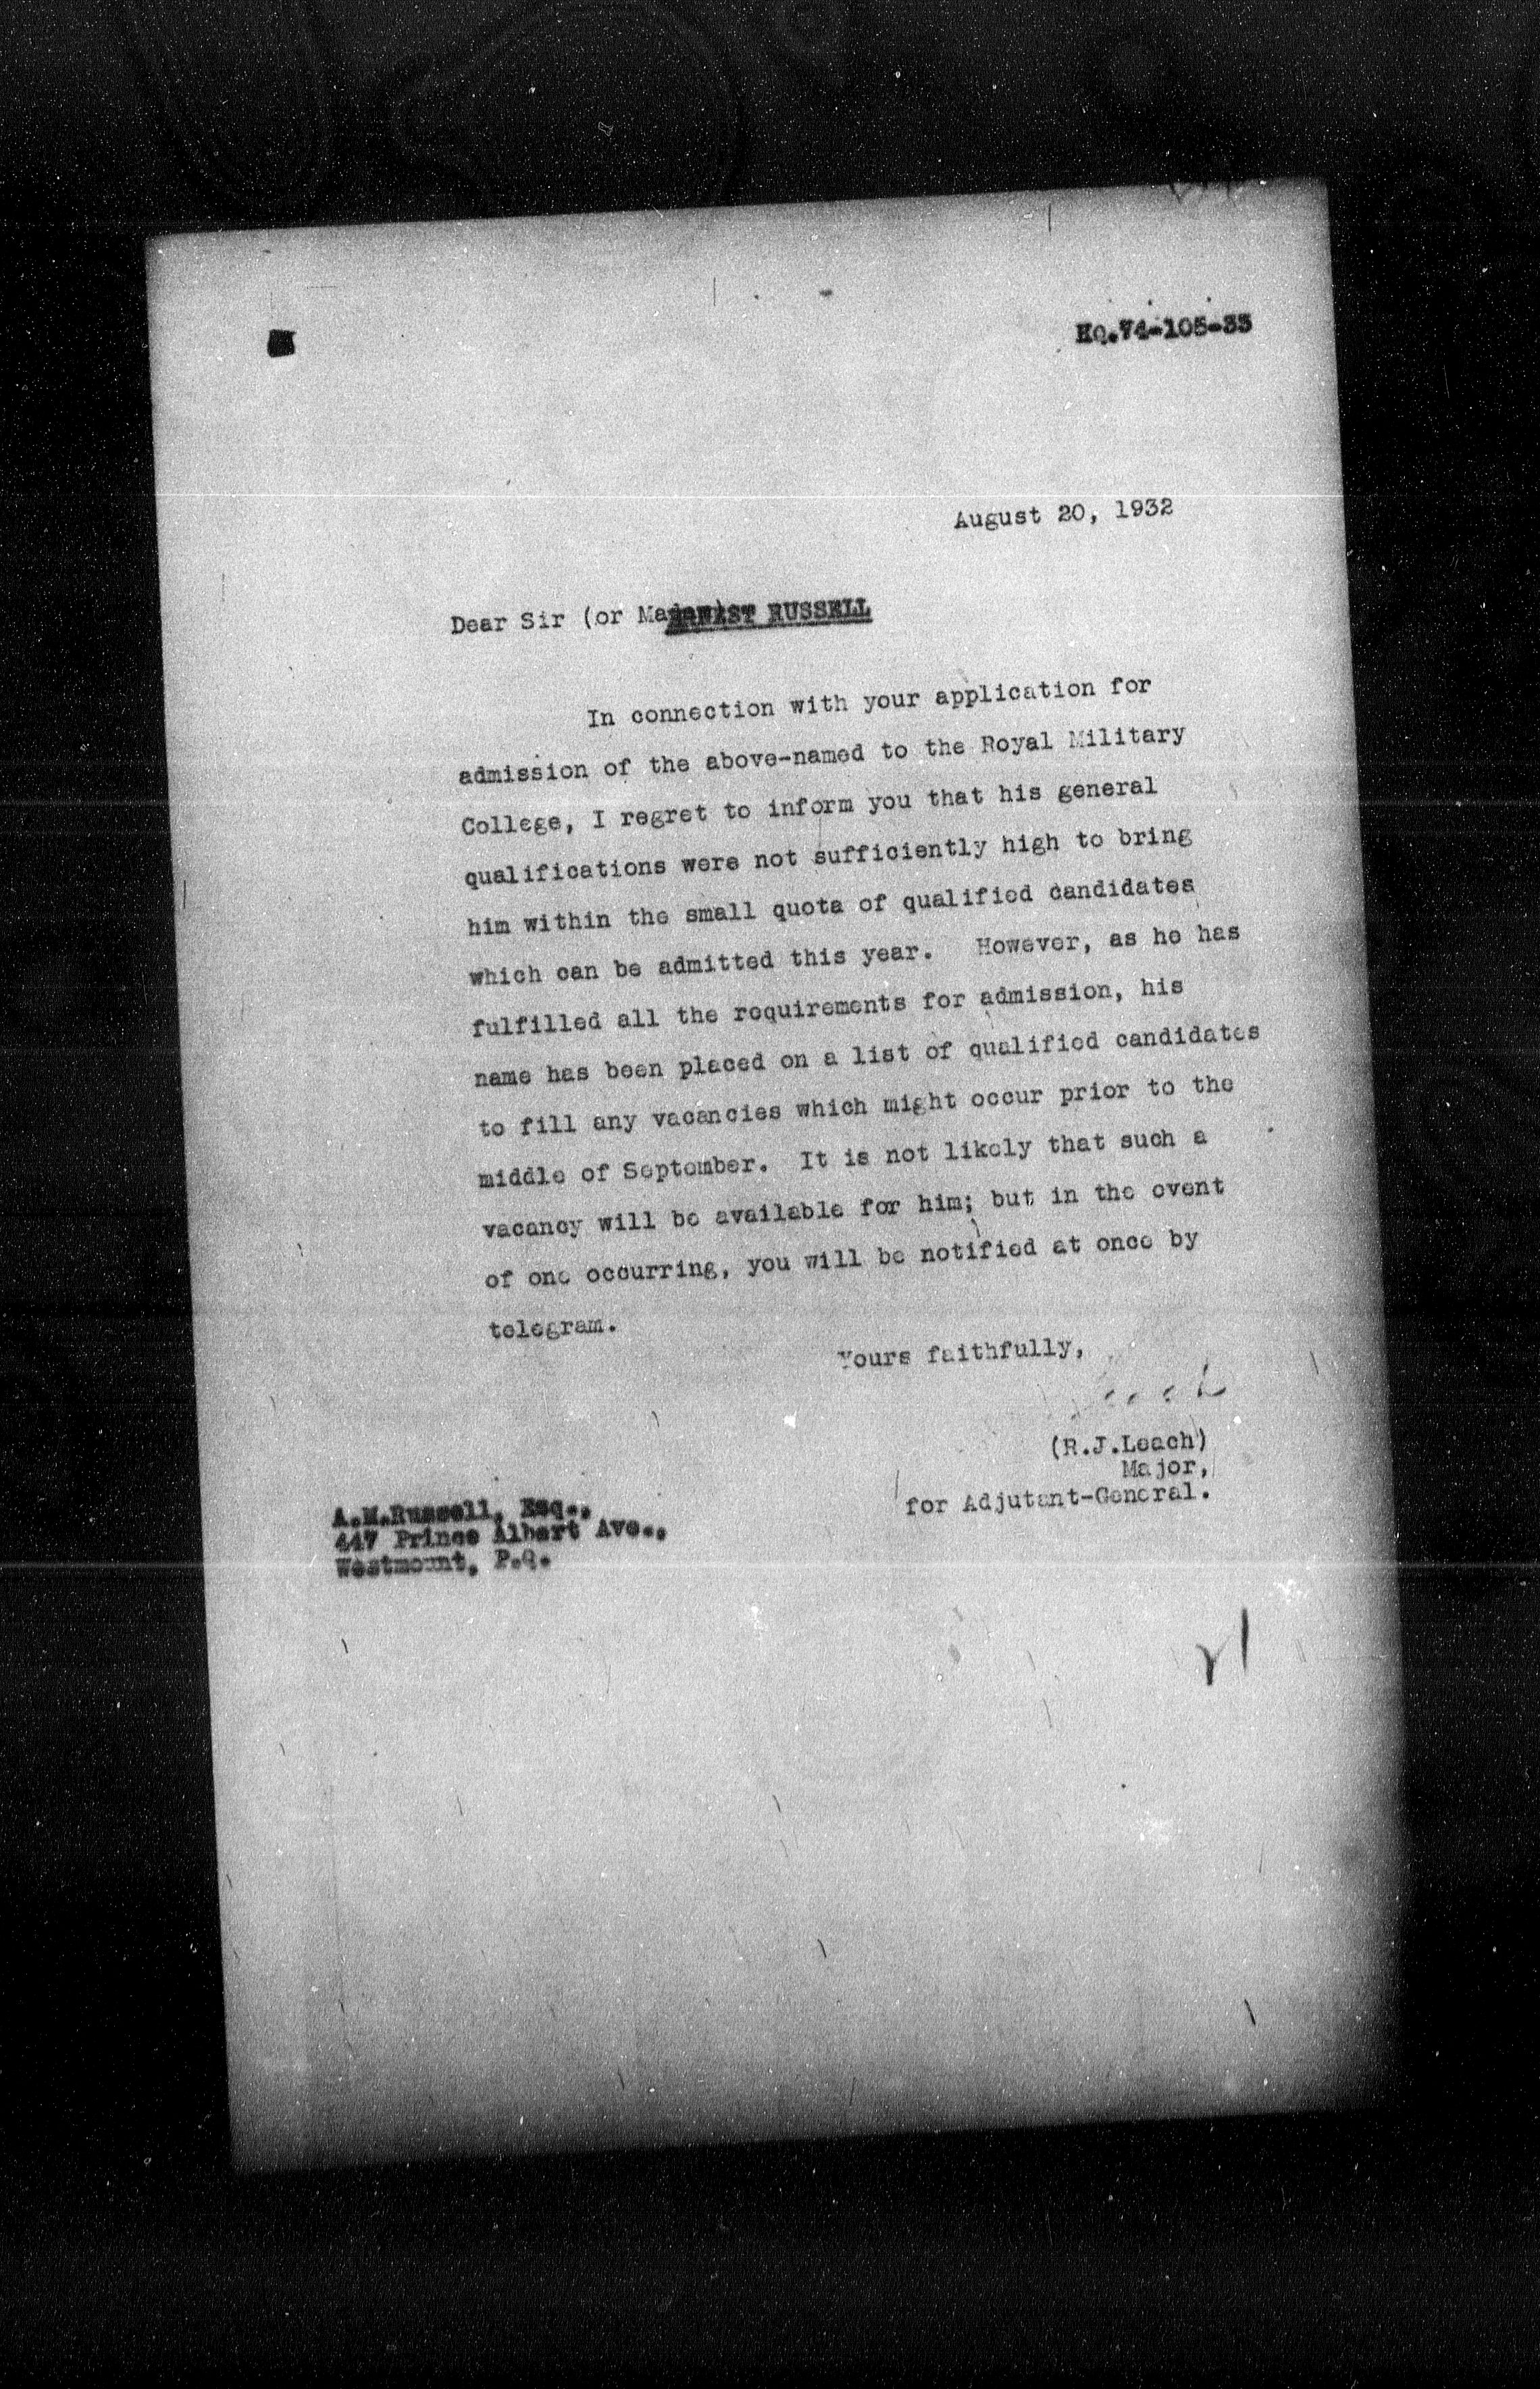 HQ.74-105-33
August 20, 1932
Dear Sir (or Madam)
RUSSELL
In connection with your application for
admission of the above-named to the Royal Military
College, I regret to inform you that his general
qualifications were not sufficiently high to bring
him within the small quota of qualified candidates
which can be admitted this year. However, as he has
fulfilled all the requirements for admission, his
name has been placed on a list of qualified candidates
to fill any vacancies which might occur prior to the
middle of September. It is not likely that such a
vacancy will be available for him; but in the event
of one occurring, you will be notified at once by
telegram.
Yours faithfully,
(R.J.Leach)
Major,
for Adjutant-General.
A.M.Russell, Esq.,
447 Prince Albert Ave.,
Westmount, P.Q.